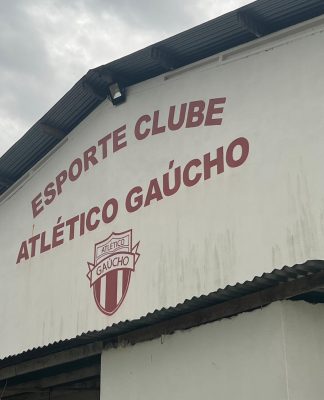 ESPORTE CLUBE
ATLÉTICO GAÚCHO
ATLÉTICO
GAÚCHO